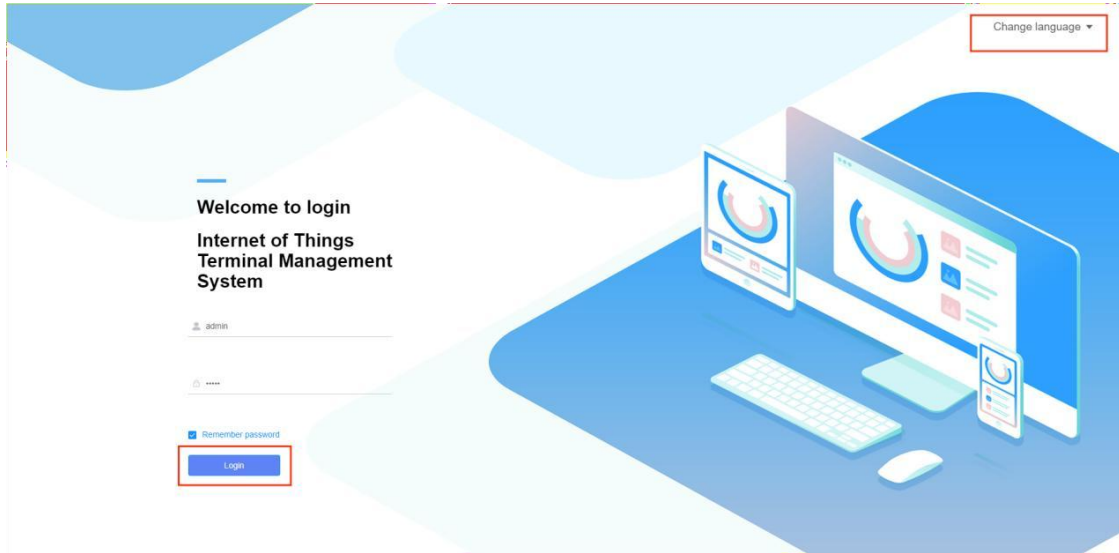 Change language
Welcome to login
Internet of Things
Terminal Management
System
admin
•••••
Remember password
Login